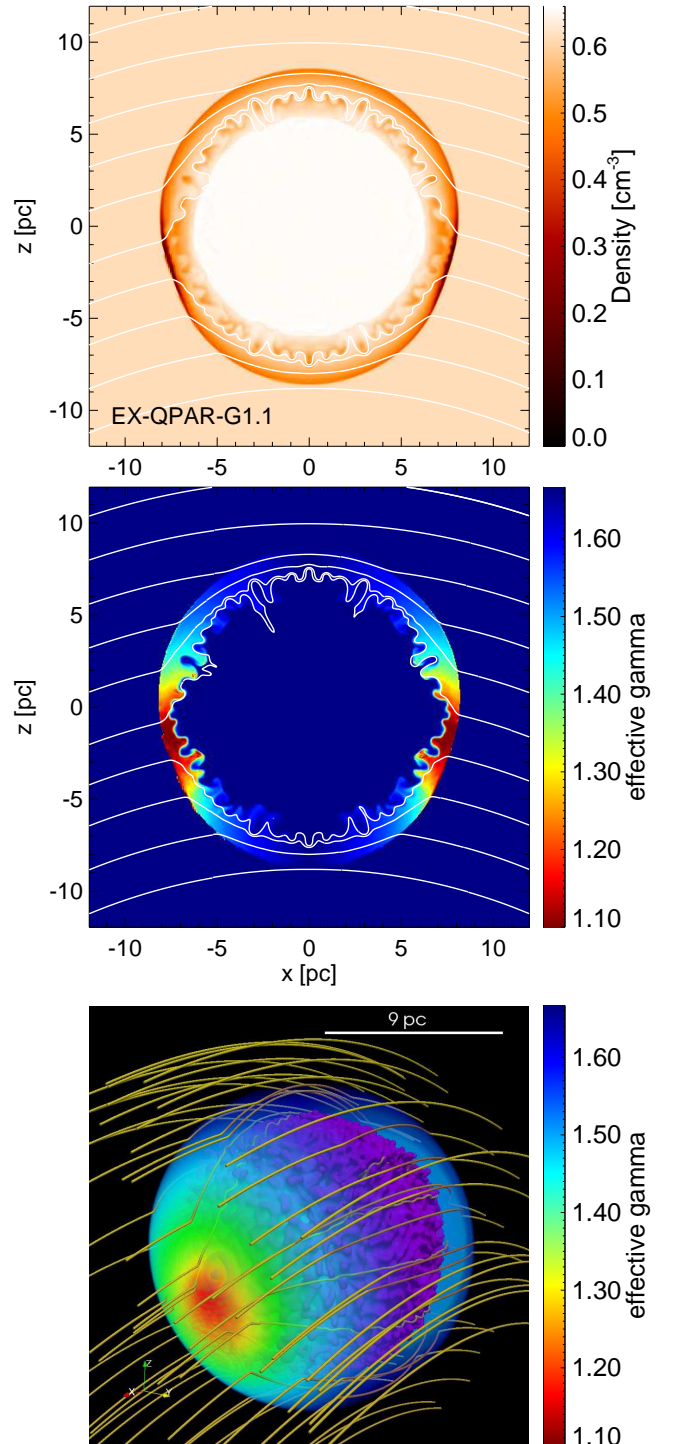 10
5
0
-5
-10
z [pc]
EX-QPAR-G1.1
-10 -5 0 5 10
0.6
0.5
0.4
0.3
0.2
0.1
0.0
Density [cm-3]
10
5
0
-5
-10
z [pc]
-10 -5 0 5 10
x [pc]
1.60
1.50
1.40
1.30
1.20
1.10
effective gamma
9 pc
Z
X
Y
1.60
1.50
1.40
1.30
1.20
1.10
effective gamma